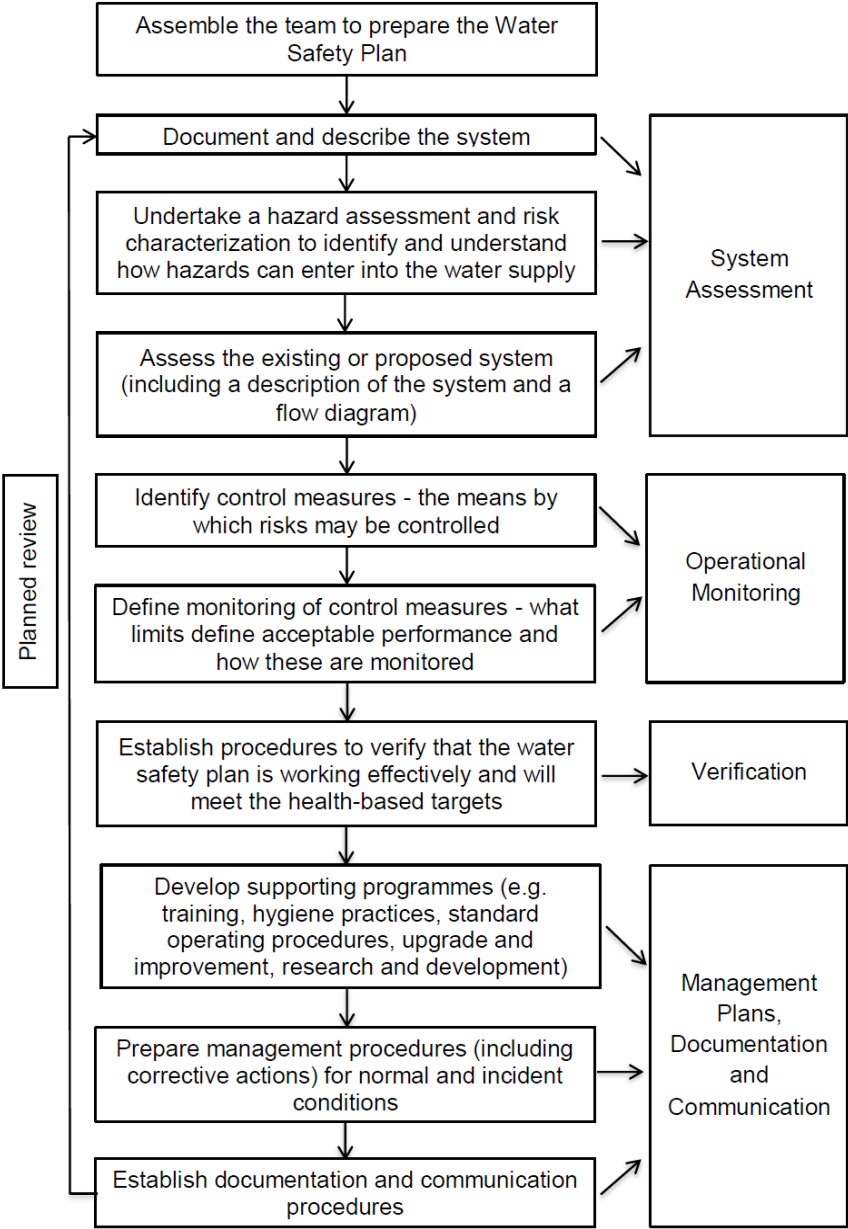 Assemble the team to prepare the Water
Safety Plan
Document and describe the system
Undertake a hazard assessment and risk
characterization to identify and understand
how hazards can enter into the water supply
System
Assessment
Assess the existing or proposed system
(including a description of the system and a
flow diagram)
Planned review
Identify control measures - the means by
which risks may be controlled
Operational
Monitoring
Define monitoring of control measures - what
limits define acceptable performance and
how these are monitored
Establish procedures to verify that the water
safety plan is working effectively and will
meet the health-based targets
Verification
Develop supporting programmes (e.g.
training, hygiene practices, standard
operating procedures, upgrade and
improvement, research and development)
Management
Plans,
Documentation
and
Communication
Prepare management procedures (including
corrective actions) for normal and incident
conditions
Establish documentation and communication
procedures